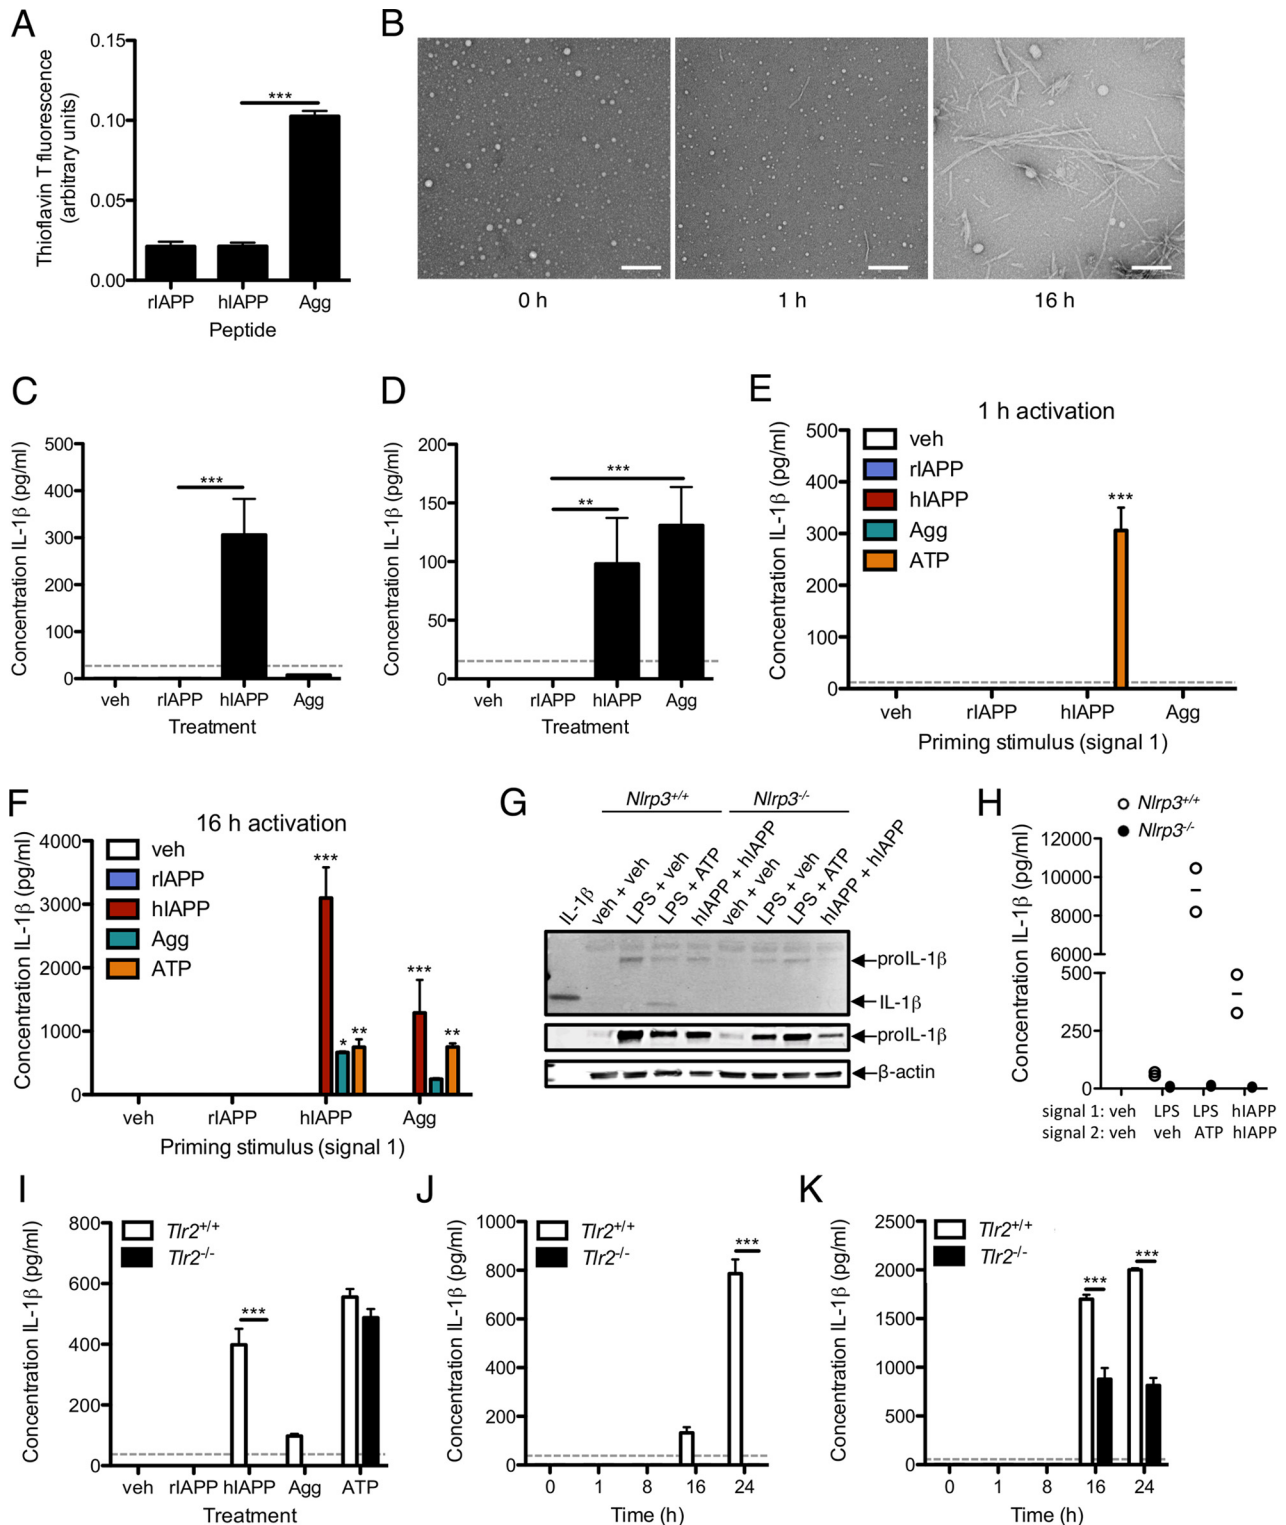 A
Thioflavin T fluorescence
(arbitrary units)
0.15
0.10
0.05
0.00
***
rIAPP hIAPP Agg
Peptide
B
0 h 1 h 16 h
C
Concentration IL-1β (pg/ml)
500
400
300
200
100
0
***
veh rIAPP hIAPP Agg
Treatment
D
Concentration IL-1β (pg/ml)
200
150
100
50
0
***
**
veh rIAPP hIAPP Agg
Treatment
E
1 h activation
Concentration IL-1β (pg/ml)
500
400
300
200
100
0
veh
rIAPP
hIAPP
Agg
ATP
***
veh rIAPP hIAPP Agg
Priming stimulus (signal 1)
F
16 h activation
Concentration IL-1β (pg/ml)
4000
3000
2000
1000
0
veh
rIAPP
hIAPP
Agg
ATP
***
* **
***
**
veh rIAPP hIAPP Agg
Priming stimulus (signal 1)
G
Nlrp3+/+ Nlrp3-/-
IL-1β
veh + veh
LPS + veh
LPS + ATP
hIAPP + hIAPP
veh + veh
LPS + veh
LPS + ATP
hIAPP + hIAPP
proIL-1β
IL-1β
proIL-1β
β-actin
H
Nlrp3+/+
Nlrp3-/-
Concentration IL-1β (pg/ml)
12000
10000
8000
6000
500
250
0
signal 1: veh LPS LPS hIAPP
signal 2: veh veh ATP hIAPP
I
Concentration IL-1β (pg/ml)
800
600
400
200
0
Tlr2+/+
Tlr2-/-
***
veh rIAPP hIAPP Agg ATP
Treatment
J
Concentration IL-1β (pg/ml)
1000
800
600
400
200
0
Tlr2+/+
Tlr2-/-
***
0 1 8 16 24
Time (h)
K
Concentration IL-1β (pg/ml)
2500
2000
1500
1000
500
0
Tlr2+/+
Tlr2-/-
***
***
0 1 8 16 24
Time (h)